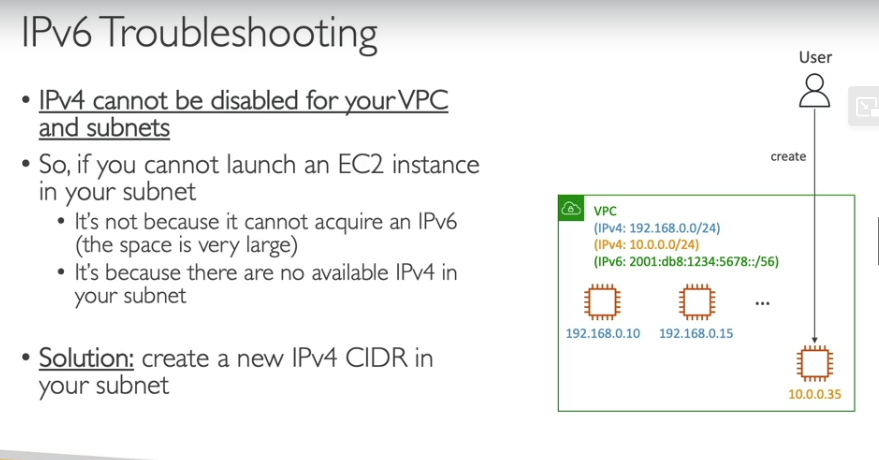 IPv6 Troubleshooting
• IPv4 cannot be disabled for your VPC
and subnets
• So, if you cannot launch an EC2 instance
in your subnet
• It's not because it cannot acquire an IPv6
(the space is very large)
• It's because there are no available IPv4 in
your subnet
• Solution: create a new IPv4 CIDR in
your subnet
User
create
VPC
(IPv4: 192.168.0.0/24)
(IPv4: 10.0.0.0/24)
(IPv6: 2001:db8:1234:5678::/56)
...
192.168.0.10 192.168.0.15
10.0.0.35